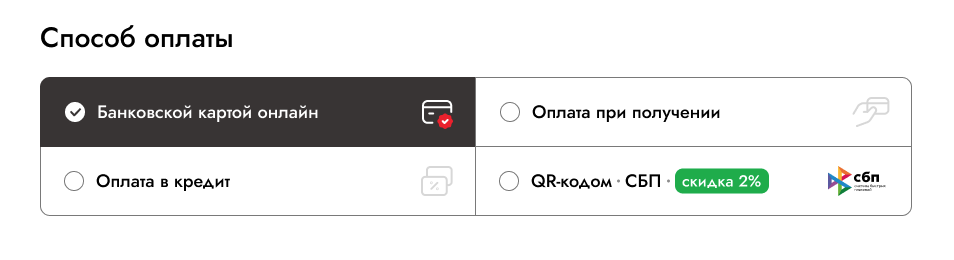 Способ оплаты
Банковской картой онлайн
Оплата при получении
Оплата в кредит
QR-кодом · СБП · скидка 2%
сбп
система быстрых
платежей